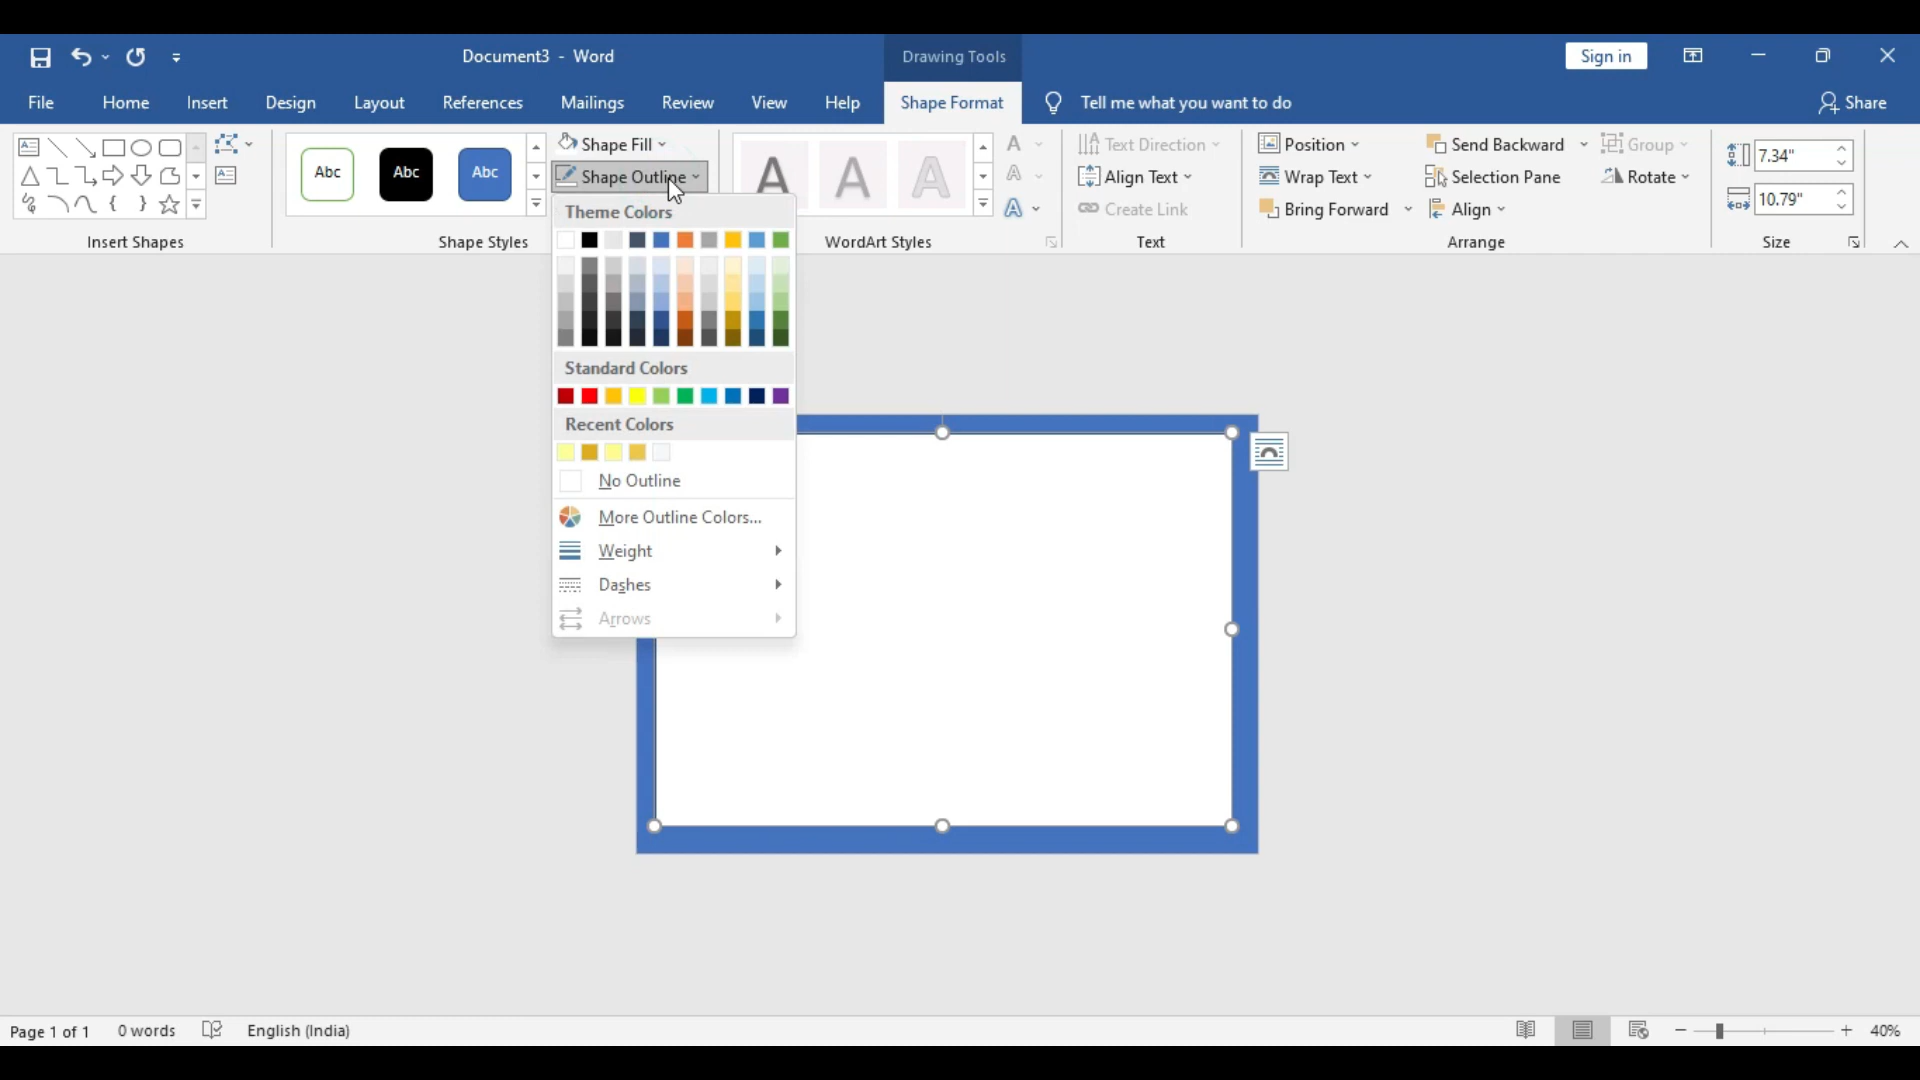 Document3 - Word
Drawing Tools
Sign in
File Home Insert Design Layout References Mailings Review View Help Shape Format Tell me what you want to do Share
Abc Abc Abc
Shape Fill
Shape Outline
A A A
A
A
A
Text Direction
Align Text
Create Link
Position
Wrap Text
Bring Forward
Send Backward
Selection Pane
Align
Group
Rotate
7.34"
10.79"
Insert Shapes
Shape Styles
WordArt Styles
Text
Arrange
Size
Theme Colors
Standard Colors
Recent Colors
No Outline
More Outline Colors...
Weight
Dashes
Arrows
Page 1 of 1 0 words English (India) 40%